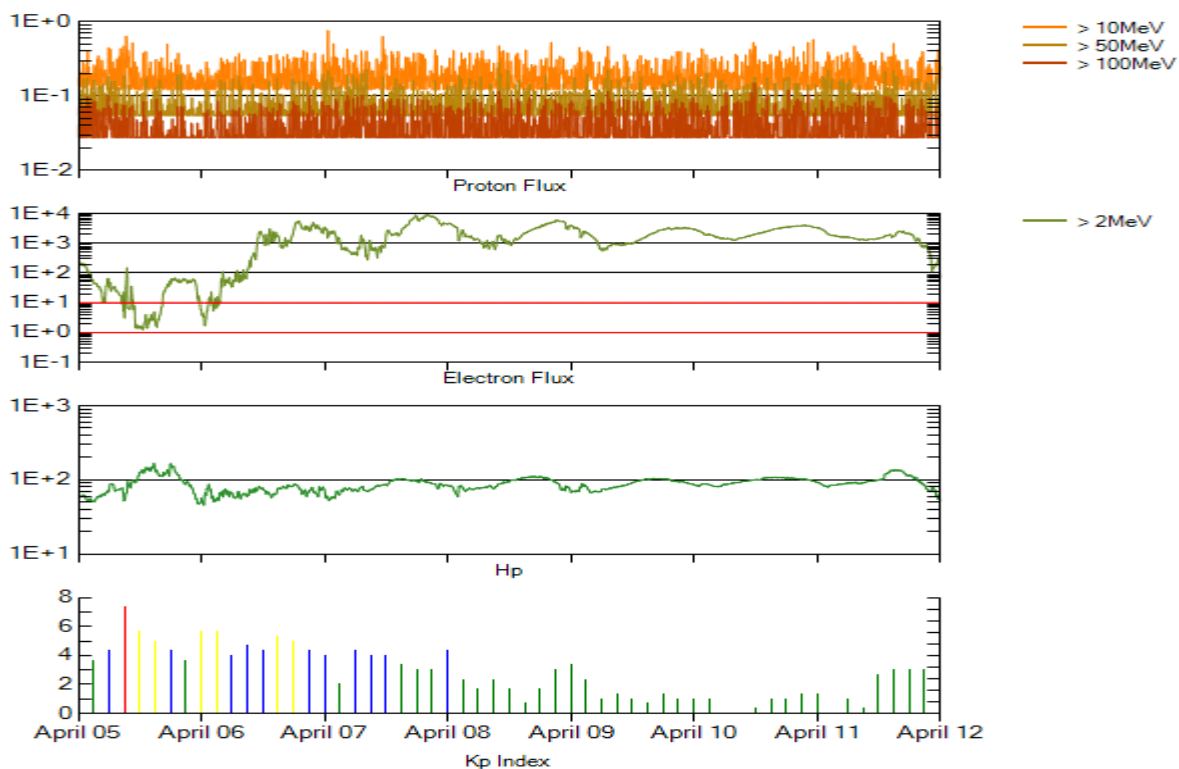 1E+0
1E-1
1E-2
Proton Flux
> 10MeV
> 50MeV
> 100MeV
1E+4
1E+3
1E+2
1E+1
1E+0
1E-1
Electron Flux
> 2MeV
1E+3
1E+2
1E+1
Hp
8
6
4
2
0
April 05 April 06 April 07 April 08 April 09 April 10 April 11 April 12
Kp Index